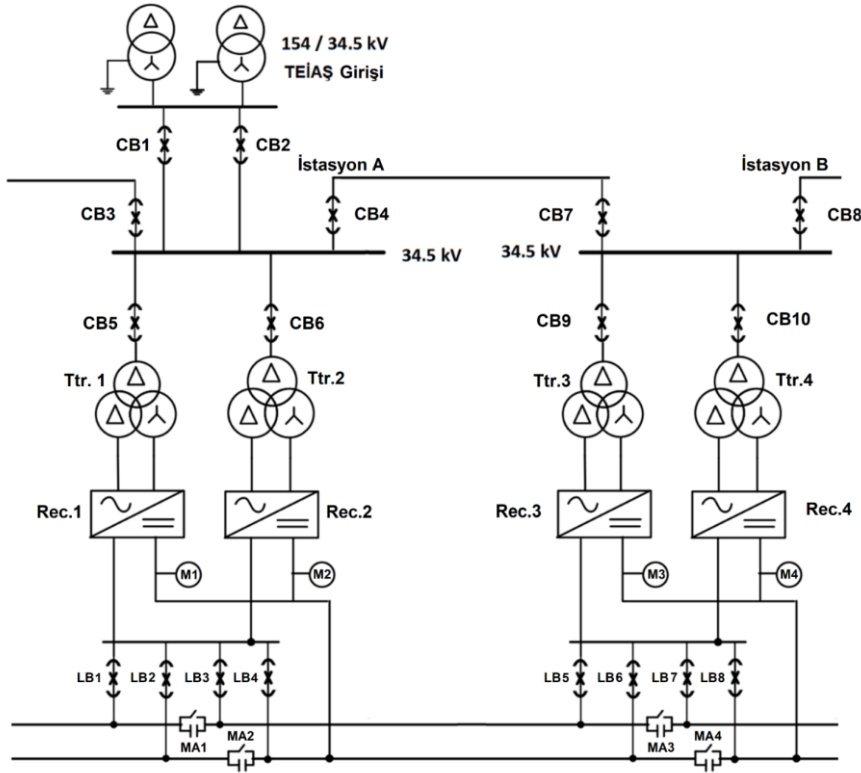 154 / 34.5 kV
TEİAŞ Girişi
CB1
CB2
İstasyon A
İstasyon B
CB3
CB4
CB7
CB8
34.5 kV
34.5 kV
CB5
CB6
CB9
CB10
Ttr. 1
Ttr.2
Ttr.3
Ttr.4
Rec.1
Rec.2
Rec.3
Rec.4
M1
M2
M3
M4
LB1
LB2
LB3
LB4
LB5
LB6
LB7
LB8
MA1
MA2
MA3
MA4